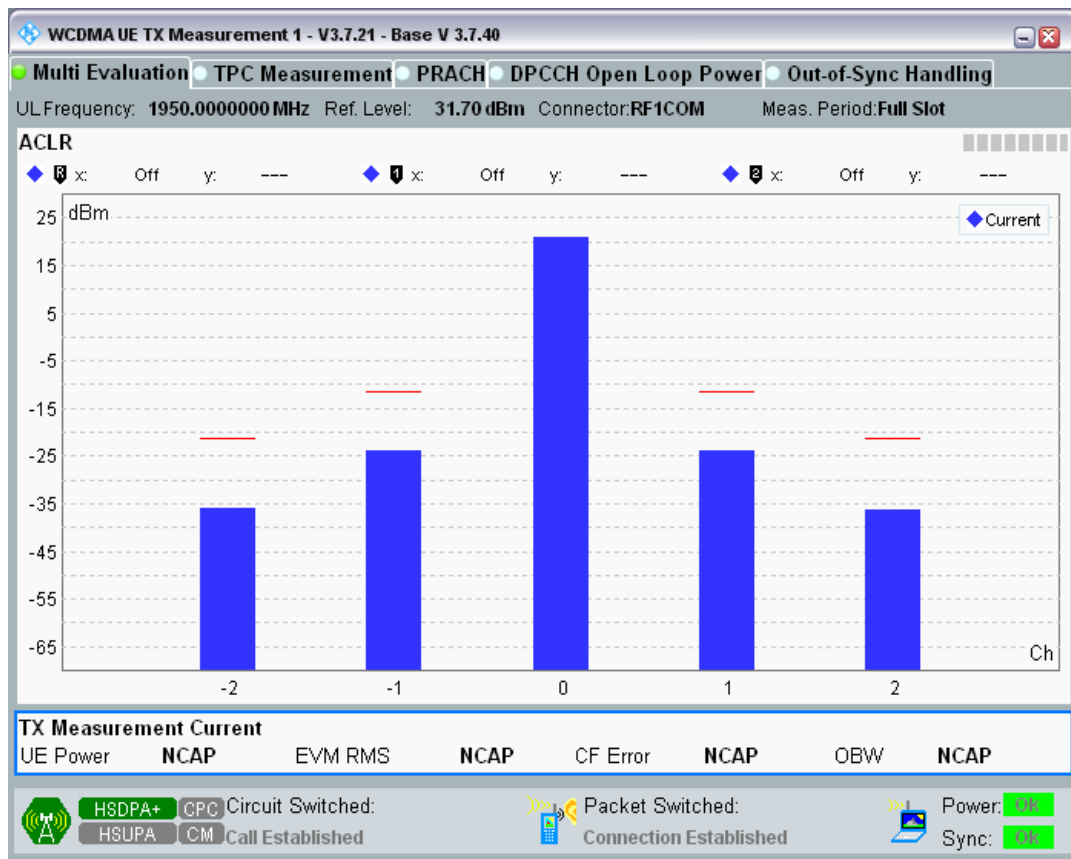 WCDMA UE TX Measurement 1 - V3.7.21 - Base V 3.7.40
Multi Evaluation TPC Measurement PRACH DPCCH Open Loop Power Out-of-Sync Handling
UL Frequency: 1950.0000000 MHz Ref. Level: 31.70 dBm Connector:RF1COM Meas. Period:Full Slot
ACLR
R x: Off y: --- 1 x: Off y: --- 2 x: Off y: ---
dBm
Current
25
15
5
-5
-15
-25
-35
-45
-55
-65
Ch
-2 -1 0 1 2
TX Measurement Current
UE Power NCAP EVM RMS NCAP CF Error NCAP OBW NCAP
HSDPA+ CPC Circuit Switched: Packet Switched: Power: OK
HSUPA CM Call Established Connection Established Sync: OK